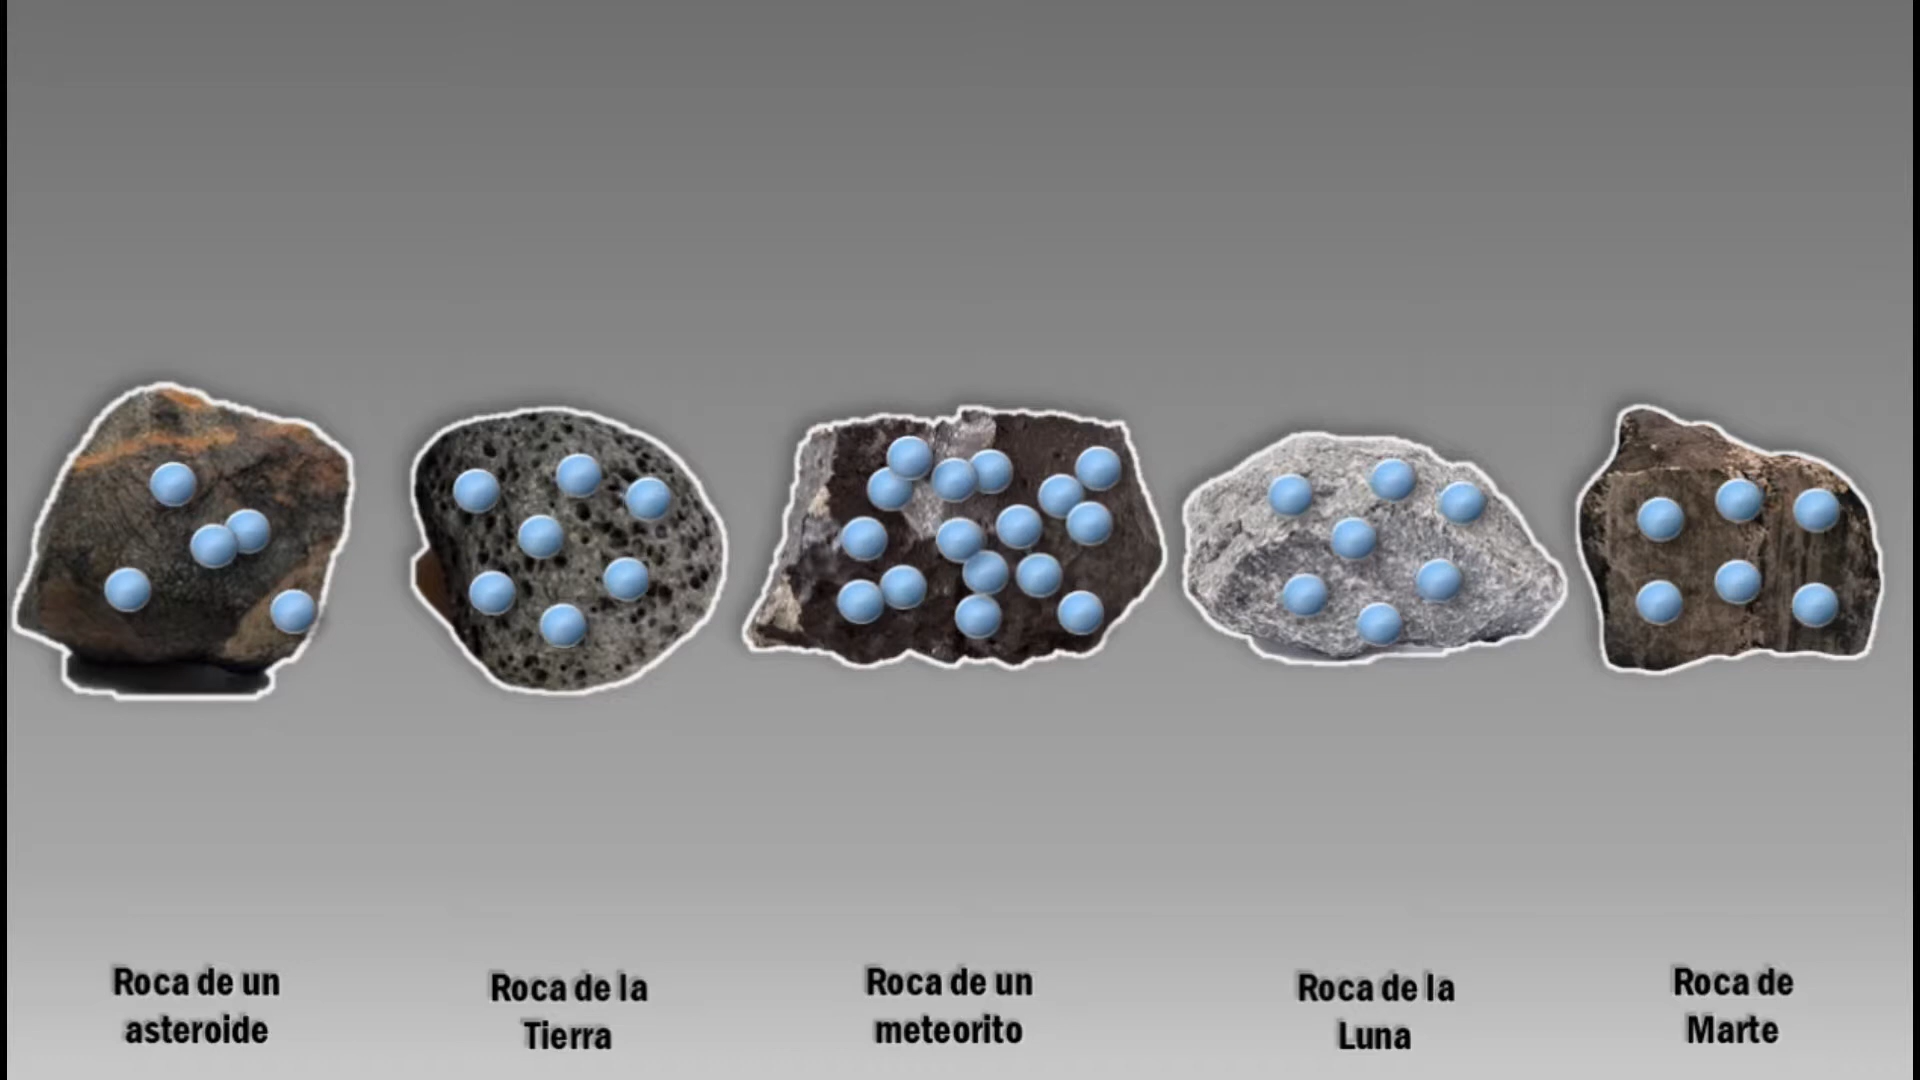 Roca de un
asteroide
Roca de la
Tierra
Roca de un
meteorito
Roca de la
Luna
Roca de
Marte